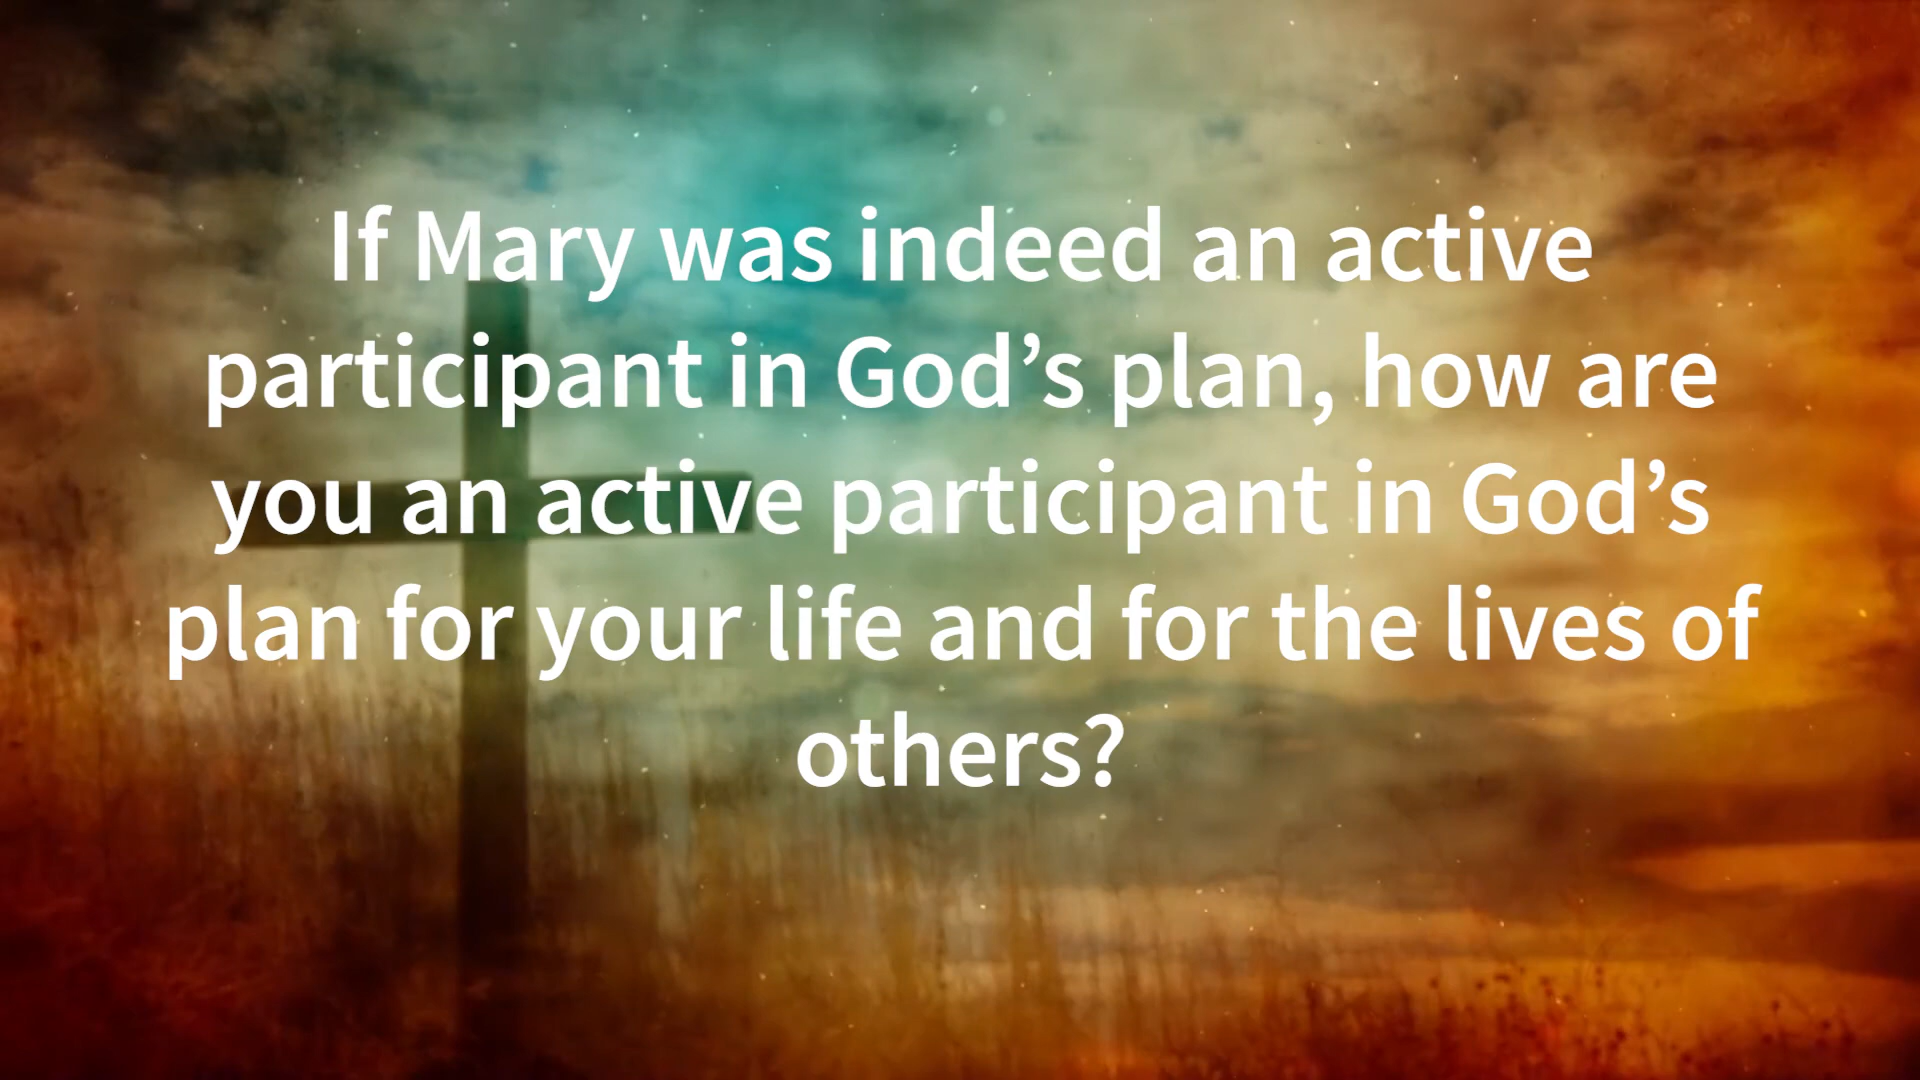 If Mary was indeed an active
participant in God’s plan, how are
you an active participant in God’s
plan for your life and for the lives of
others?